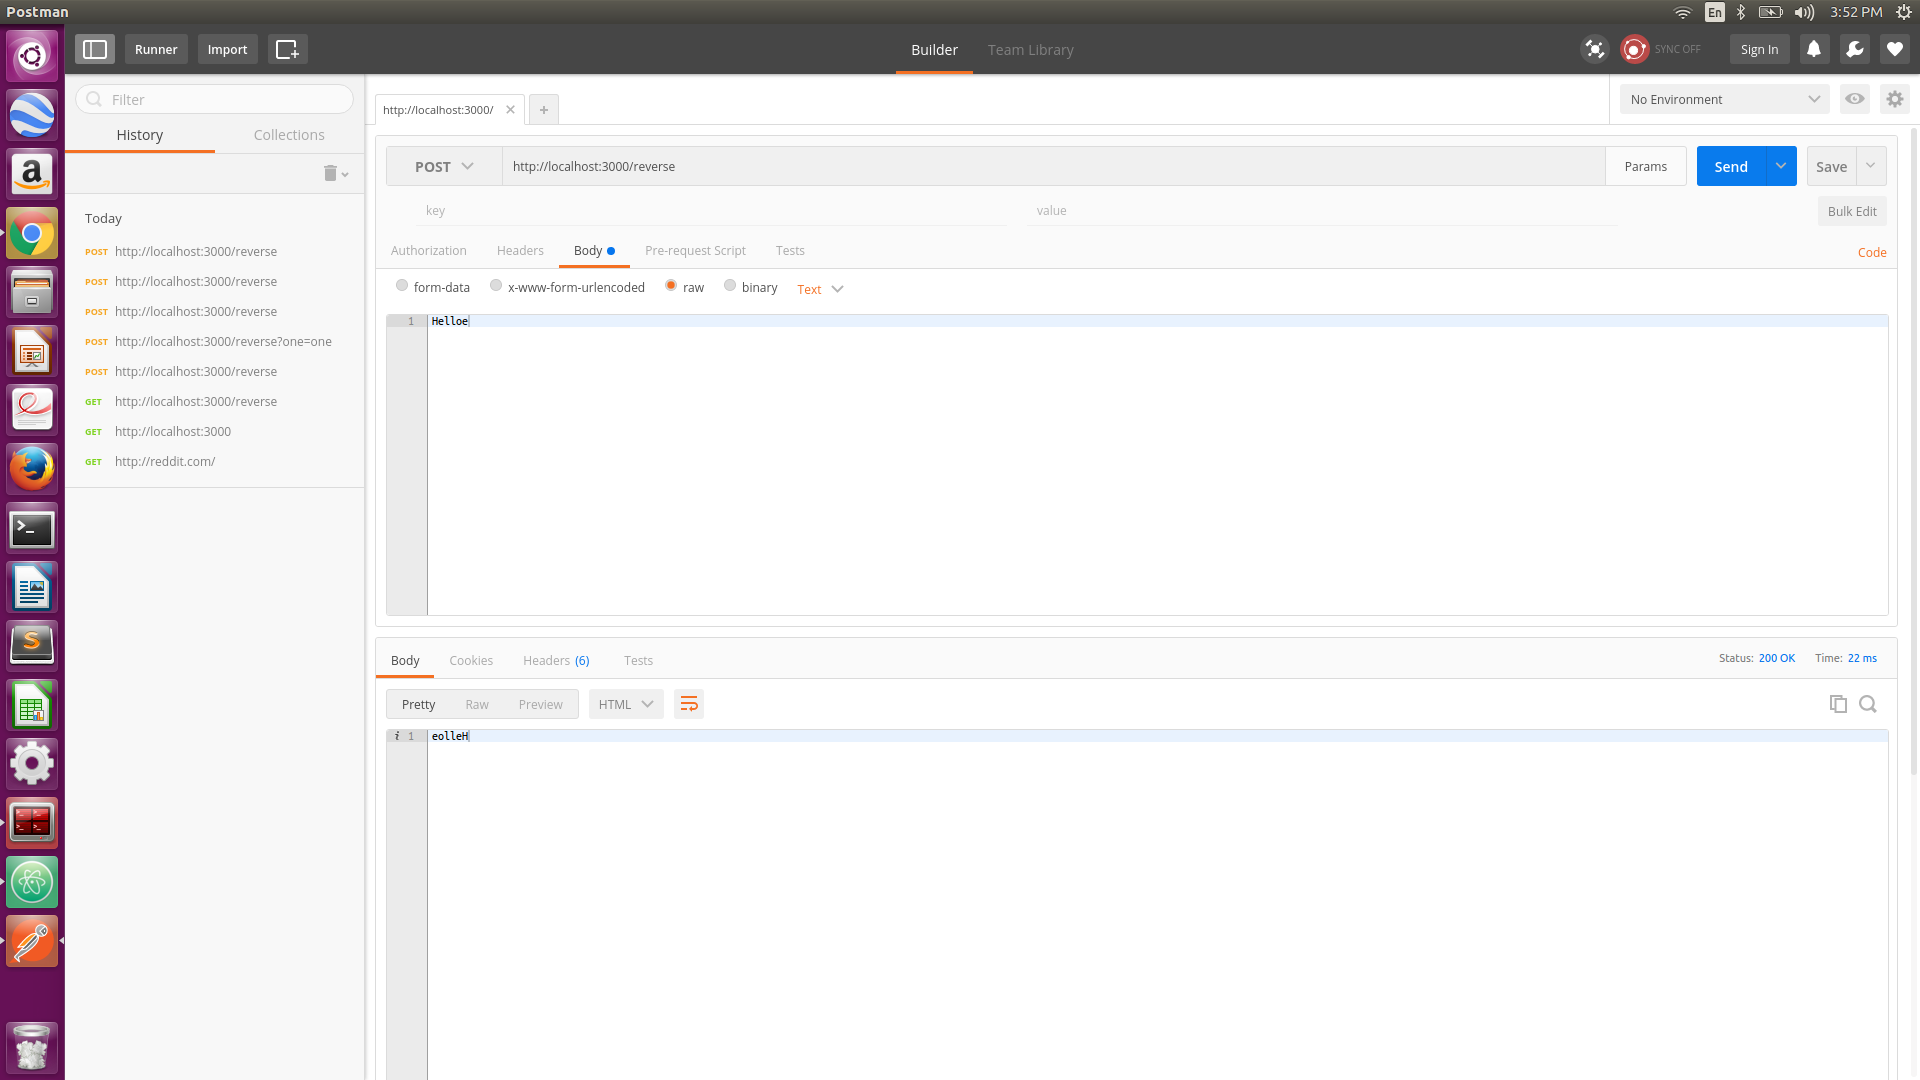 Postman
En
3:52 PM
Runner
Import
Builder
Team Library
SYNC OFF
Sign In
Filter
History
Collections
Today
POST http://localhost:3000/reverse
POST http://localhost:3000/reverse
POST http://localhost:3000/reverse
POST http://localhost:3000/reverse?one=one
POST http://localhost:3000/reverse
GET http://localhost:3000/reverse
GET http://localhost:3000
GET http://reddit.com/
http://localhost:3000/
No Environment
POST
http://localhost:3000/reverse
Params
Send
Save
key
value
Bulk Edit
Authorization
Headers
Body
Pre-request Script
Tests
Code
form-data
x-www-form-urlencoded
raw
binary
Text
1 Helloe
Body
Cookies
Headers (6)
Tests
Status: 200 OK
Time: 22 ms
Pretty
Raw
Preview
HTML
i 1 eolleH